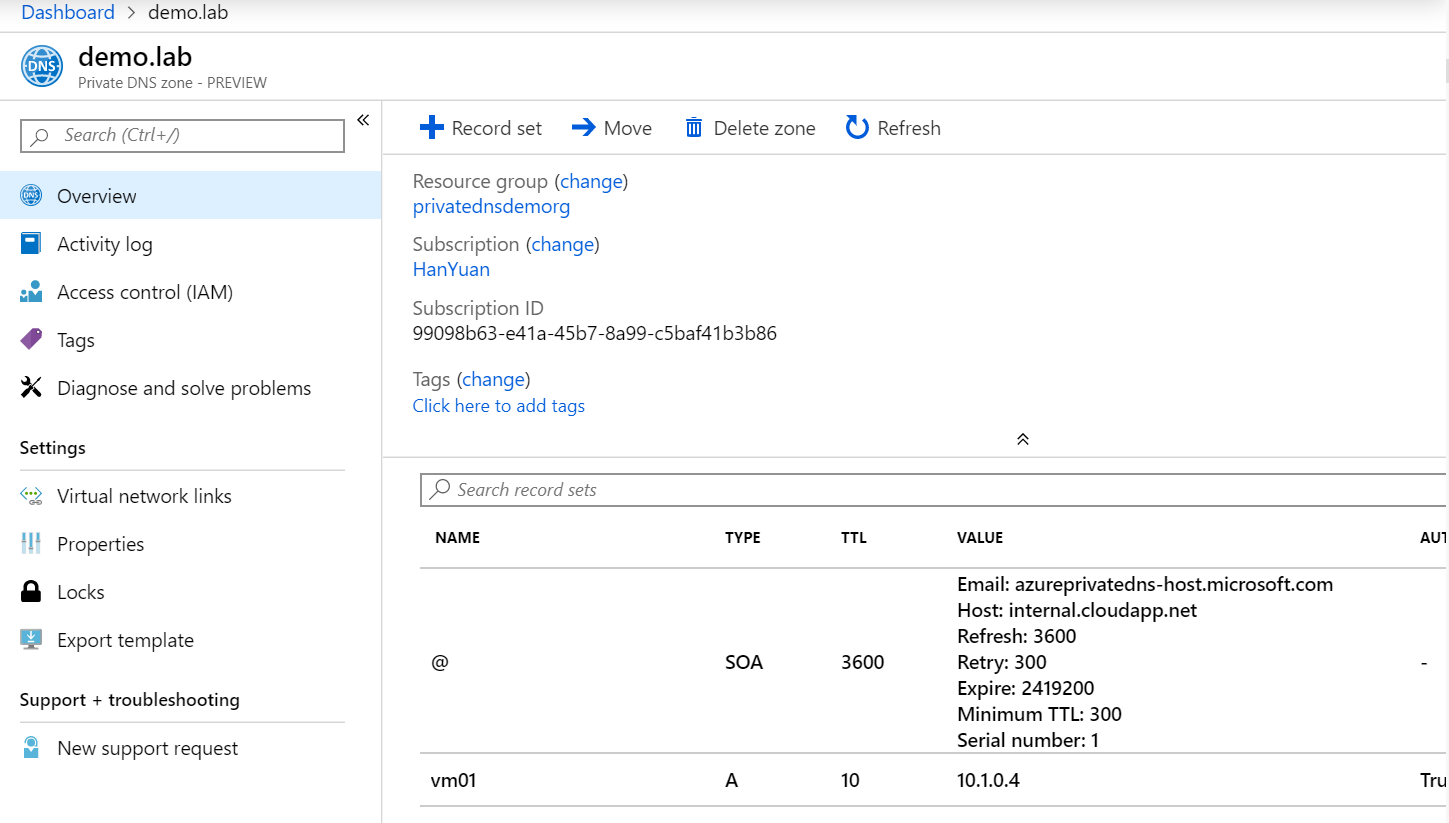 Dashboard > demo.lab
demo.lab
Private DNS zone - PREVIEW
Search (Ctrl+/)
Overview
Activity log
Access control (IAM)
Tags
Diagnose and solve problems
Settings
Virtual network links
Properties
Locks
Export template
Support + troubleshooting
New support request
Record set Move Delete zone Refresh
Resource group (change)
privatednsdemorg
Subscription (change)
HanYuan
Subscription ID
99098b63-e41a-45b7-8a99-c5baf41b3b86
Tags (change)
Click here to add tags
Search record sets
NAME TYPE TTL VALUE AUT
Email: azureprivatedns-host.microsoft.com
Host: internal.cloudapp.net
Refresh: 3600
@ SOA 3600 Retry: 300 -
Expire: 2419200
Minimum TTL: 300
Serial number: 1
vm01 A 10 10.1.0.4 Tru